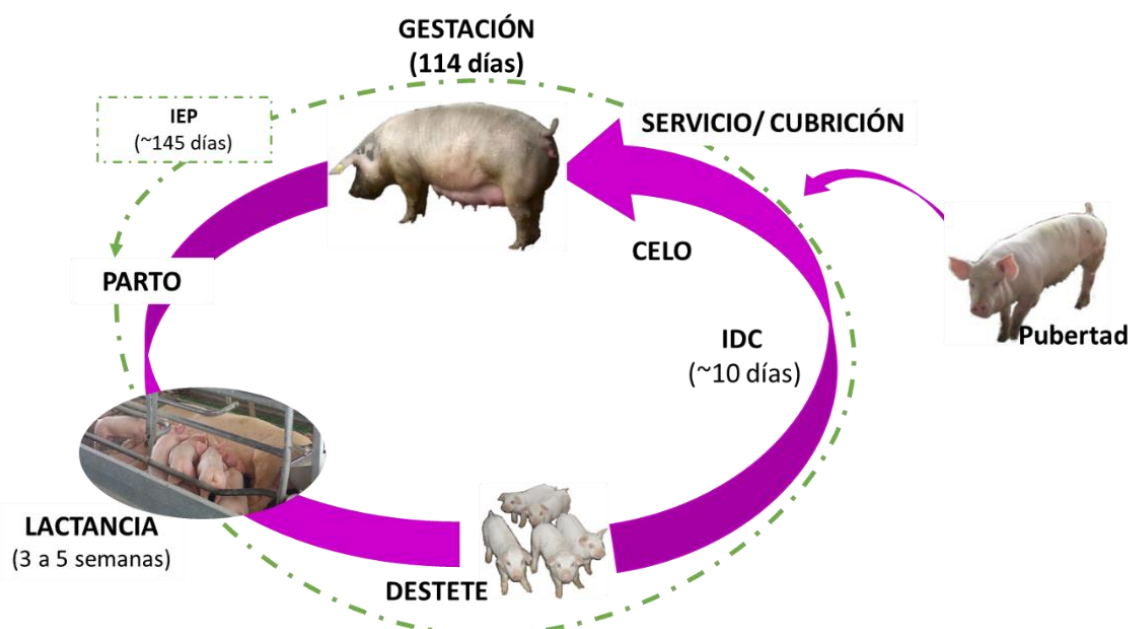 GESTACIÓN
(114 días)
IEP
(~145 días)
SERVICIO/ CUBRICIÓN
CELO
PARTO
Pubertad
IDC
(~10 días)
LACTANCIA
(3 a 5 semanas)
DESTETE